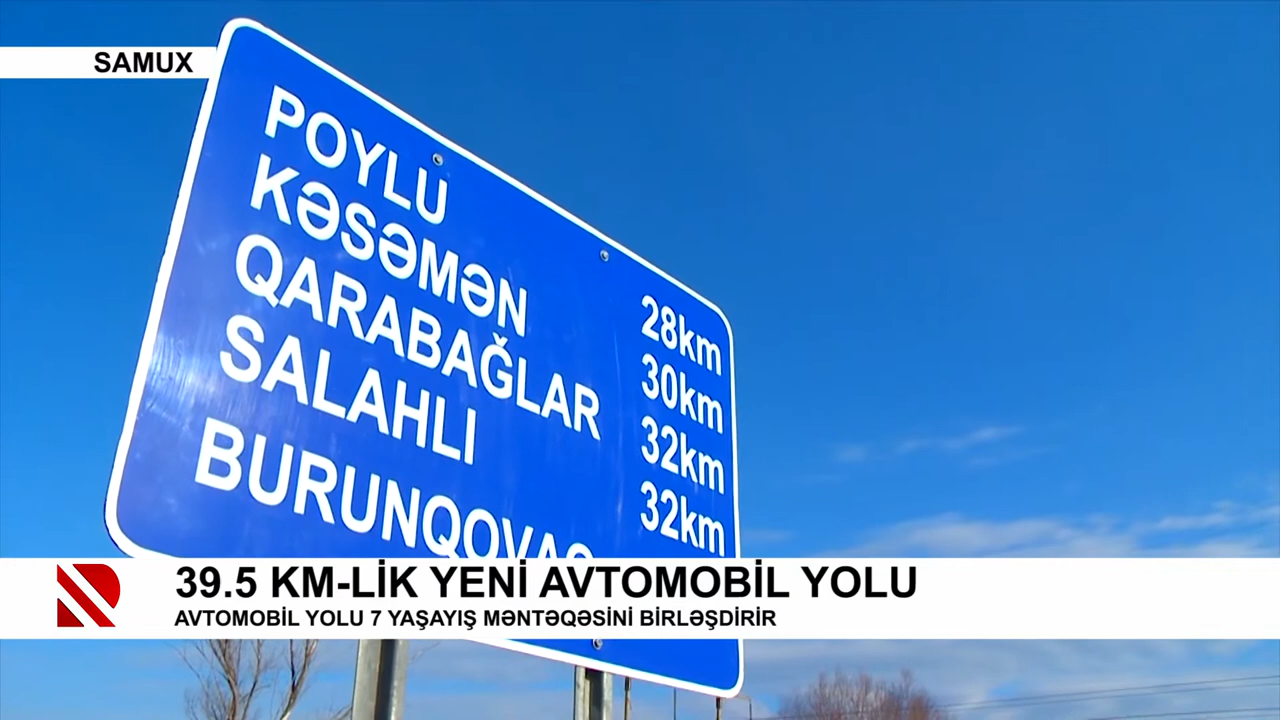 SAMUX
POYLU 28km
KƏSƏMƏN 30km
QARABAĞLAR 32km
SALAHLI 32km
39.5 KM-LİK YENİ AVTOMOBİL YOLU
AVTOMOBİL YOLU 7 YAŞAYIŞ MƏNTƏQƏSİNİ BİRLƏŞDİRİR